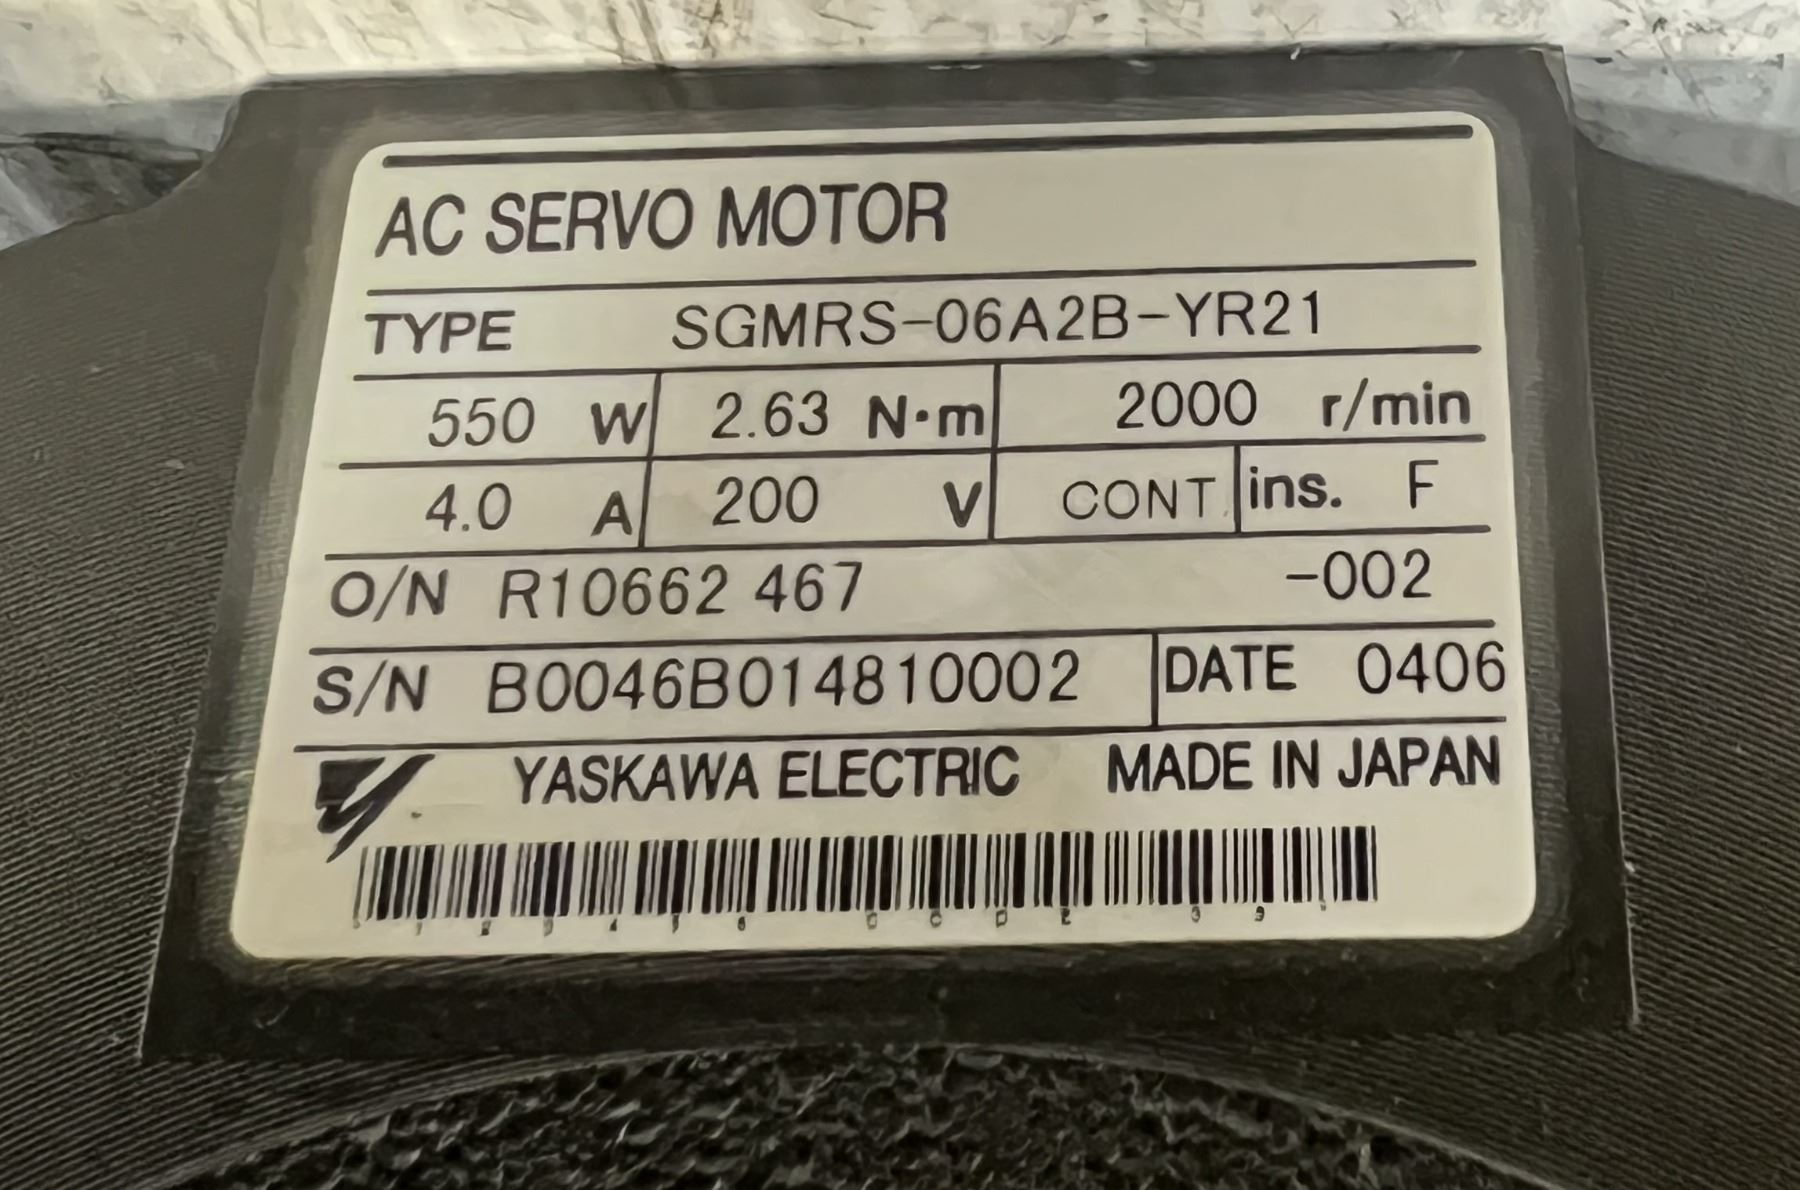 AC SERVO MOTOR
TYPE SGMRS-06A2B-YR21
550 W 2.63 N·m 2000 r/min
4.0 A 200 V CONT. ins. F
O/N R10662 467 -002
S/N B0046B014810002 DATE 0406
YASKAWA ELECTRIC MADE IN JAPAN